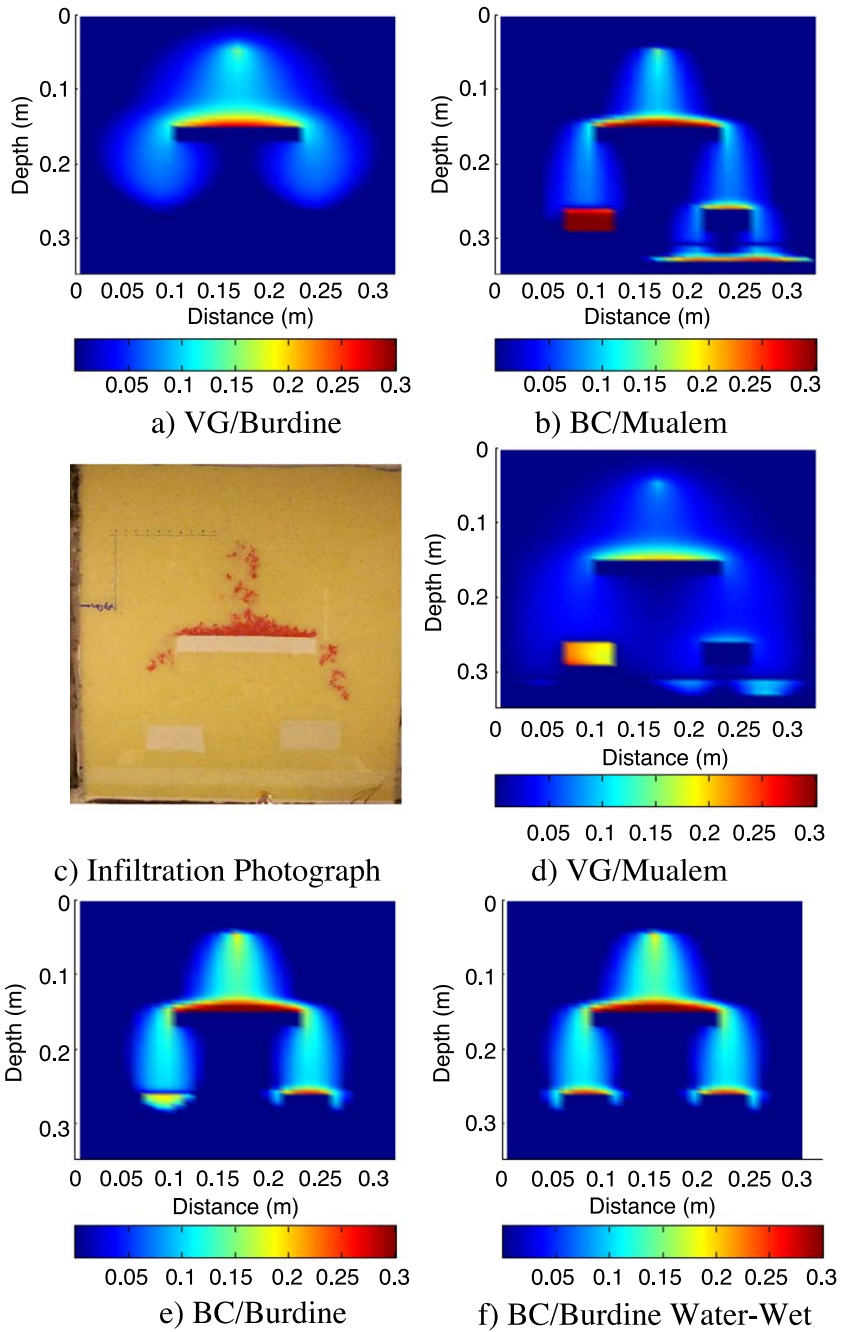 0
0.1
0.2
0.3
Depth (m)
0 0.05 0.1 0.15 0.2 0.25 0.3
Distance (m)
0.05 0.1 0.15 0.2 0.25 0.3
a) VG/Burdine
0
0.1
0.2
0.3
Depth (m)
0 0.05 0.1 0.15 0.2 0.25 0.3
Distance (m)
0.05 0.1 0.15 0.2 0.25 0.3
b) BC/Mualem
c) Infiltration Photograph
0
0.1
0.2
0.3
Depth (m)
0 0.05 0.1 0.15 0.2 0.25 0.3
Distance (m)
0.05 0.1 0.15 0.2 0.25 0.3
d) VG/Mualem
0
0.1
0.2
0.3
Depth (m)
0 0.05 0.1 0.15 0.2 0.25 0.3
Distance (m)
0.05 0.1 0.15 0.2 0.25 0.3
e) BC/Burdine
0
0.1
0.2
0.3
Depth (m)
0 0.05 0.1 0.15 0.2 0.25 0.3
Distance (m)
0.05 0.1 0.15 0.2 0.25 0.3
f) BC/Burdine Water-Wet